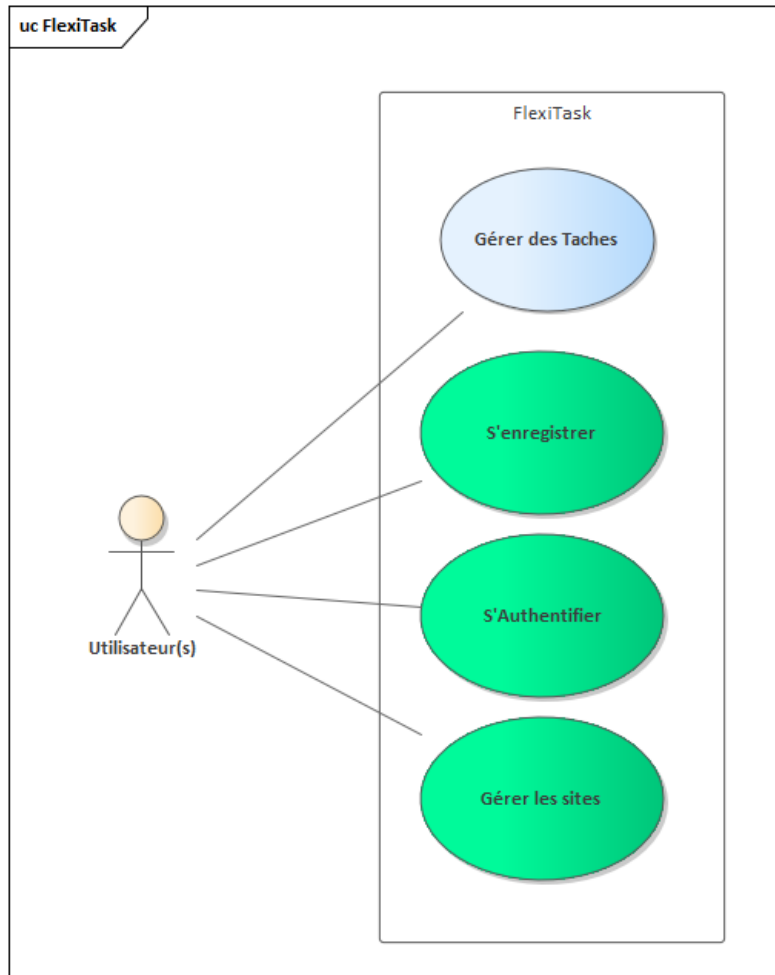 uc FlexiTask
FlexiTask
Gérer des Taches
S'enregistrer
S'Authentifier
Utilisateur(s)
Gérer les sites